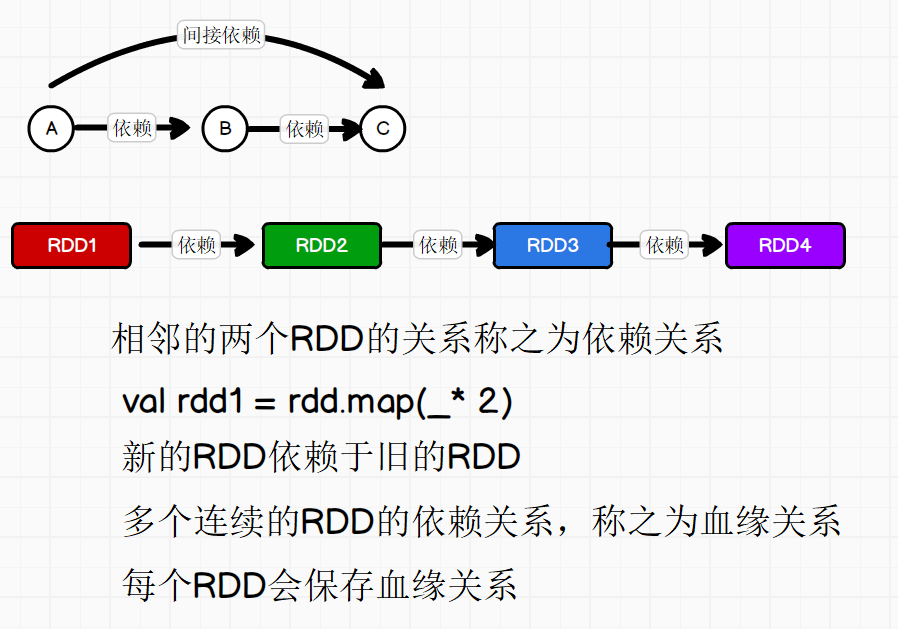 间接依赖
A 依赖 B 依赖 C
RDD1 依赖 RDD2 依赖 RDD3 依赖 RDD4
相邻的两个RDD的关系称之为依赖关系
val rdd1 = rdd.map(_* 2)
新的RDD依赖于旧的RDD
多个连续的RDD的依赖关系，称之为血缘关系
每个RDD会保存血缘关系